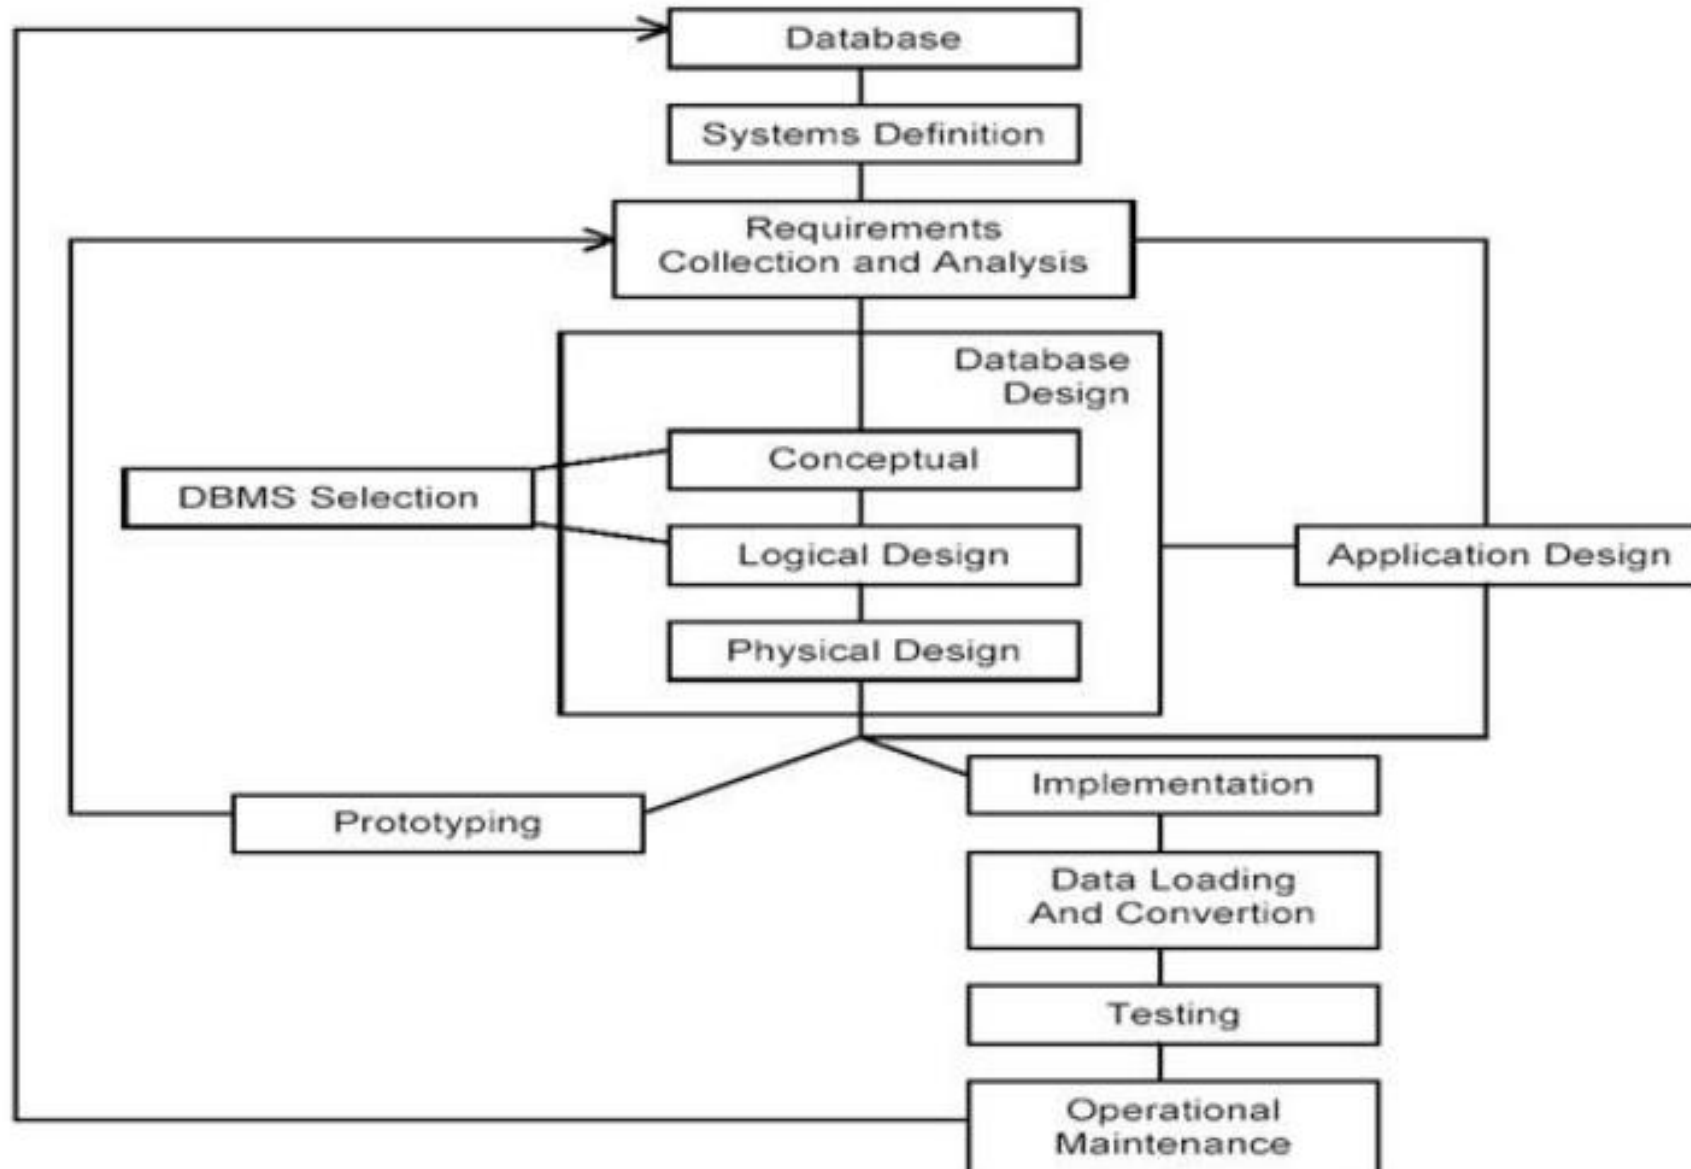 Database
Systems Definition
Requirements
Collection and Analysis
Database
Design
Conceptual
DBMS Selection
Logical Design
Application Design
Physical Design
Implementation
Prototyping
Data Loading
And Convertion
Testing
Operational
Maintenance